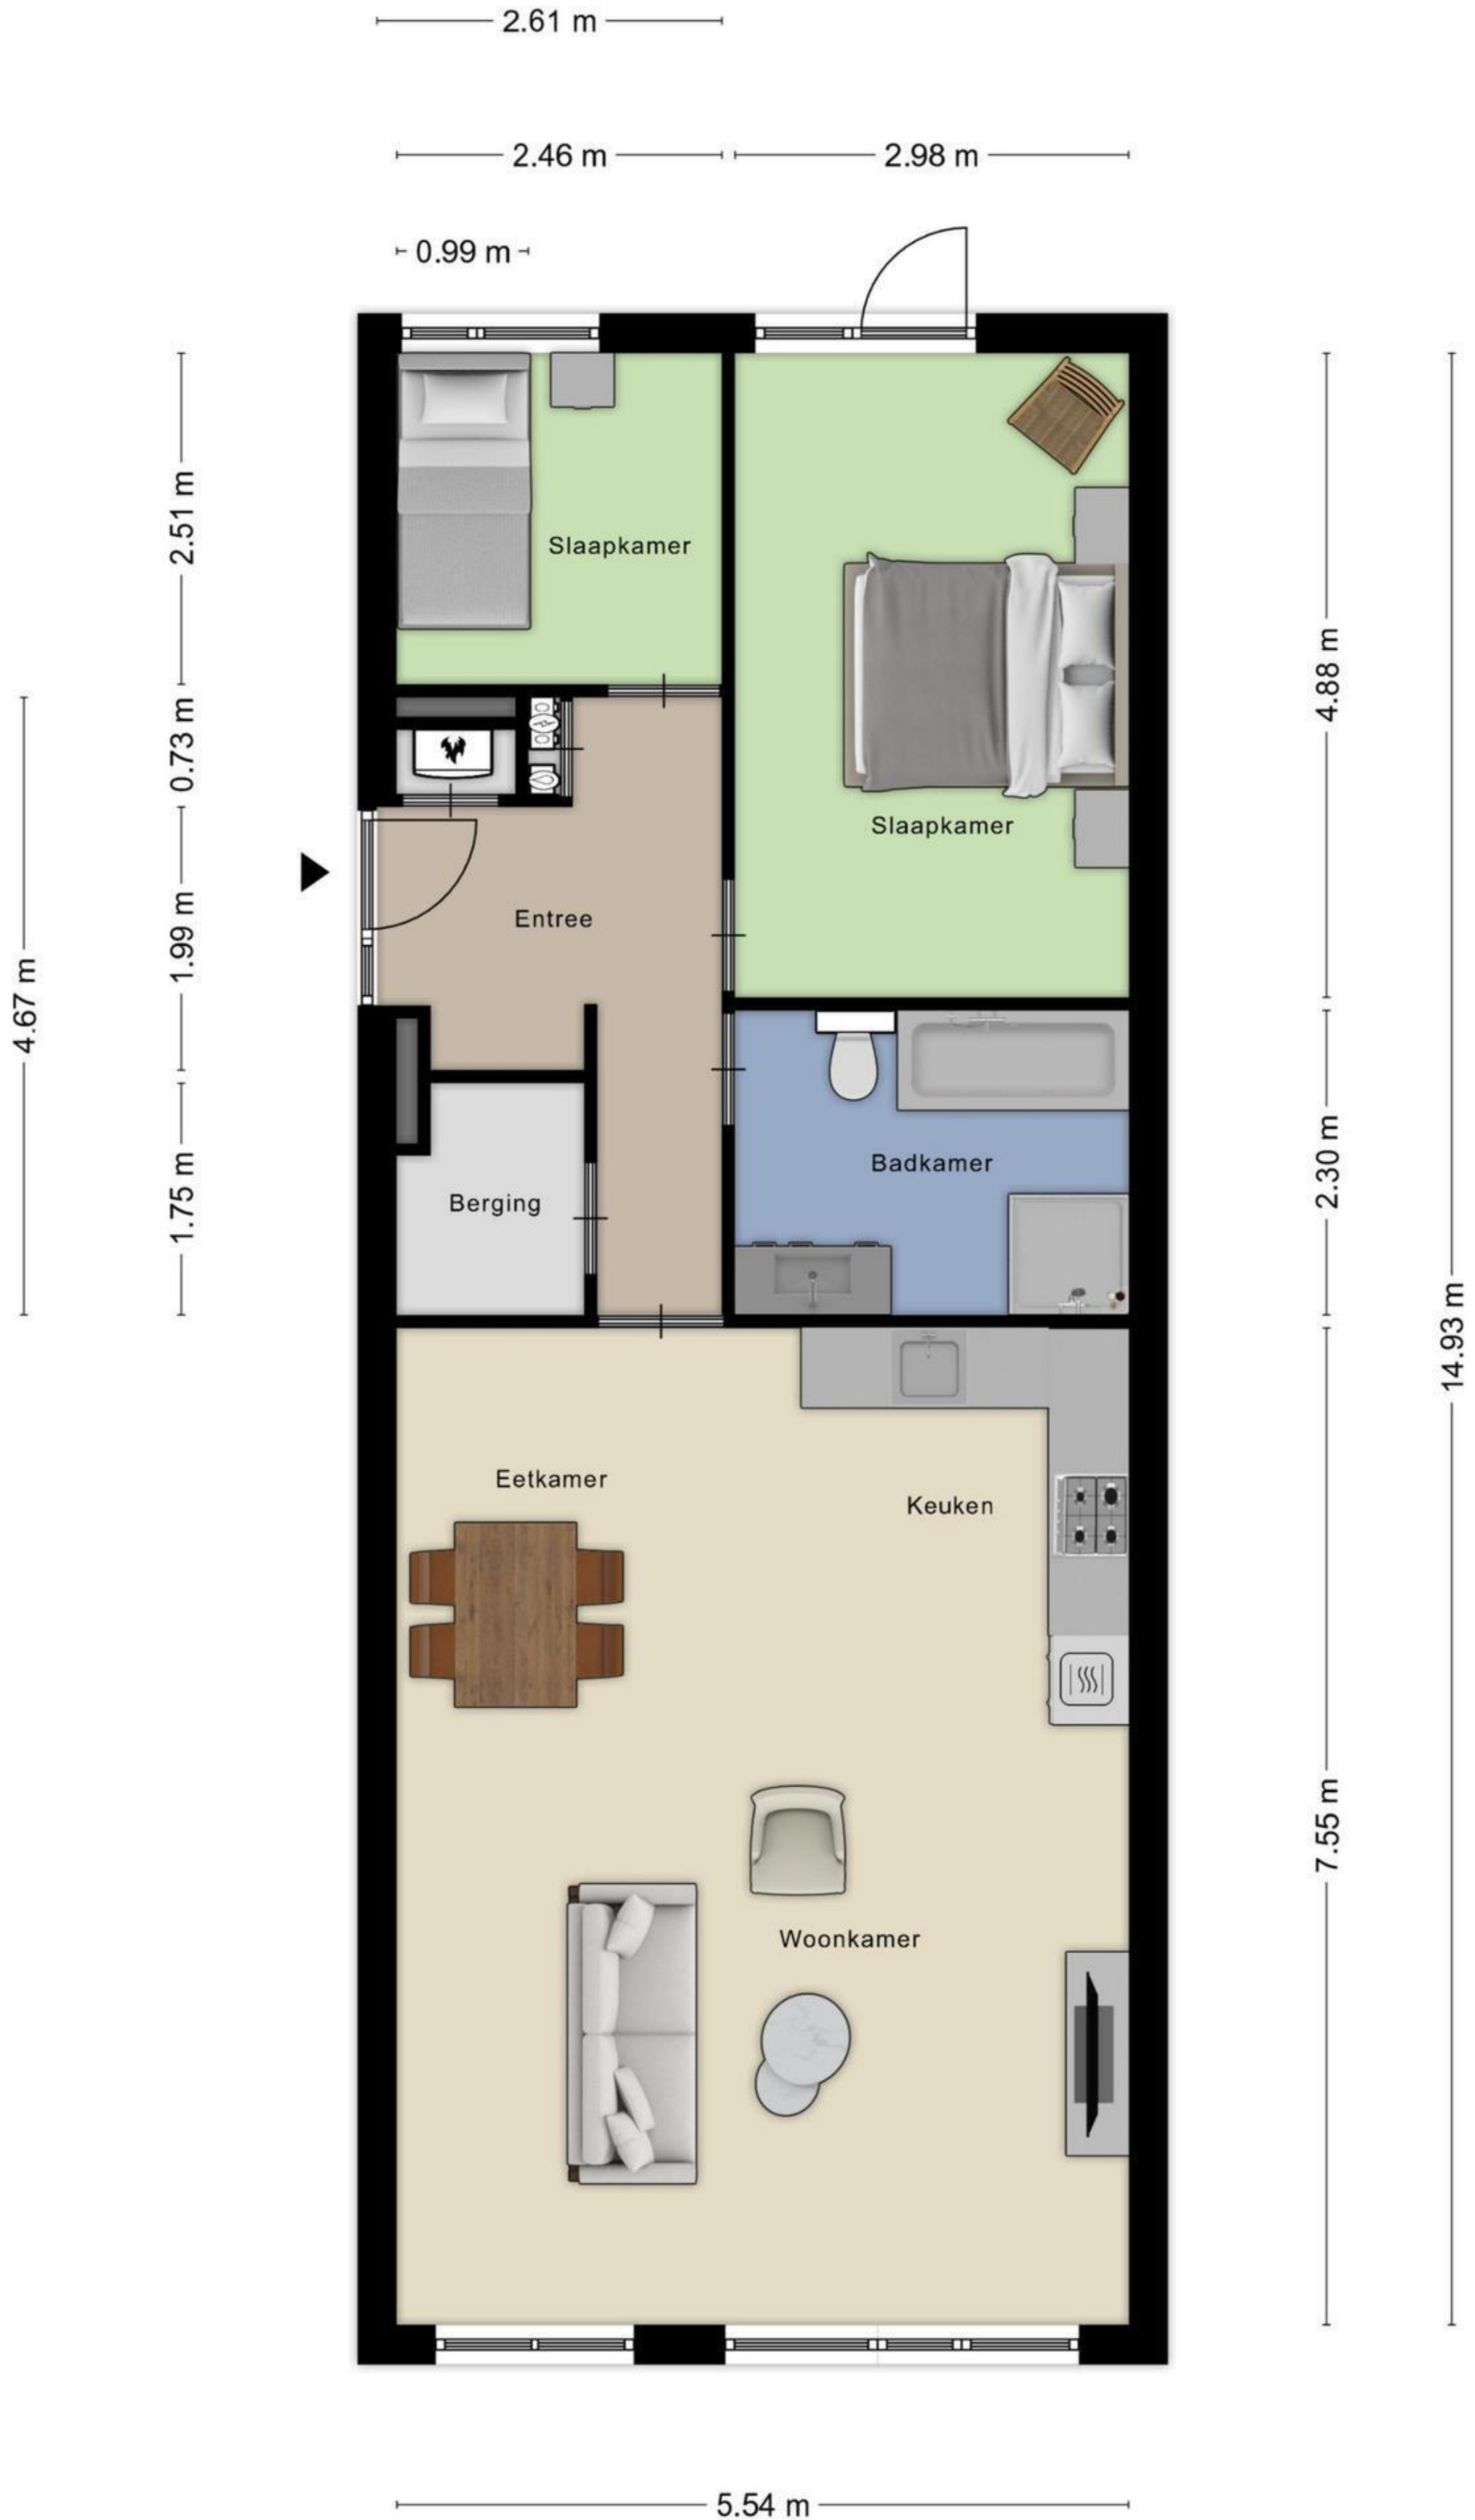 2.61 m
2.46 m
2.98 m
0.99 m
2.51 m
Slaapkamer
4.88 m
0.73 m
Slaapkamer
1.99 m
Entree
4.67 m
2.30 m
Badkamer
1.75 m
Berging
14.93 m
Eetkamer
Keuken
7.55 m
Woonkamer
5.54 m